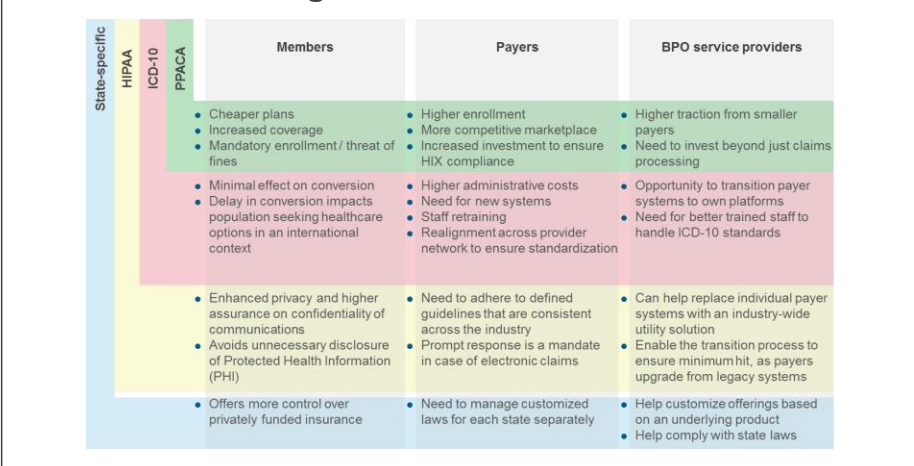 State-specific
HIPAA
ICD-10
PPACA
Members
Payers
BPO service providers
• Cheaper plans
• Increased coverage
• Mandatory enrollment / threat of
fines
• Higher enrollment
• More competitive marketplace
• Increased investment to ensure
HIX compliance
• Higher traction from smaller
payers
• Need to invest beyond just claims
processing
• Minimal effect on conversion
• Delay in conversion impacts
population seeking healthcare
options in an international
context
• Higher administrative costs
• Need for new systems
• Staff retraining
• Realignment across provider
network to ensure standardization
• Opportunity to transition payer
systems to own platforms
• Need for better trained staff to
handle ICD-10 standards
• Enhanced privacy and higher
assurance on confidentiality of
communications
• Avoids unnecessary disclosure
of Protected Health Information
(PHI)
• Need to adhere to defined
guidelines that are consistent
across the industry
• Prompt response is a mandate
in case of electronic claims
• Can help replace individual payer
systems with an industry-wide
utility solution
• Enable the transition process to
ensure minimum hit, as payers
upgrade from legacy systems
• Offers more control over
privately funded insurance
• Need to manage customized
laws for each state separately
• Help customize offerings based
on an underlying product
• Help comply with state laws